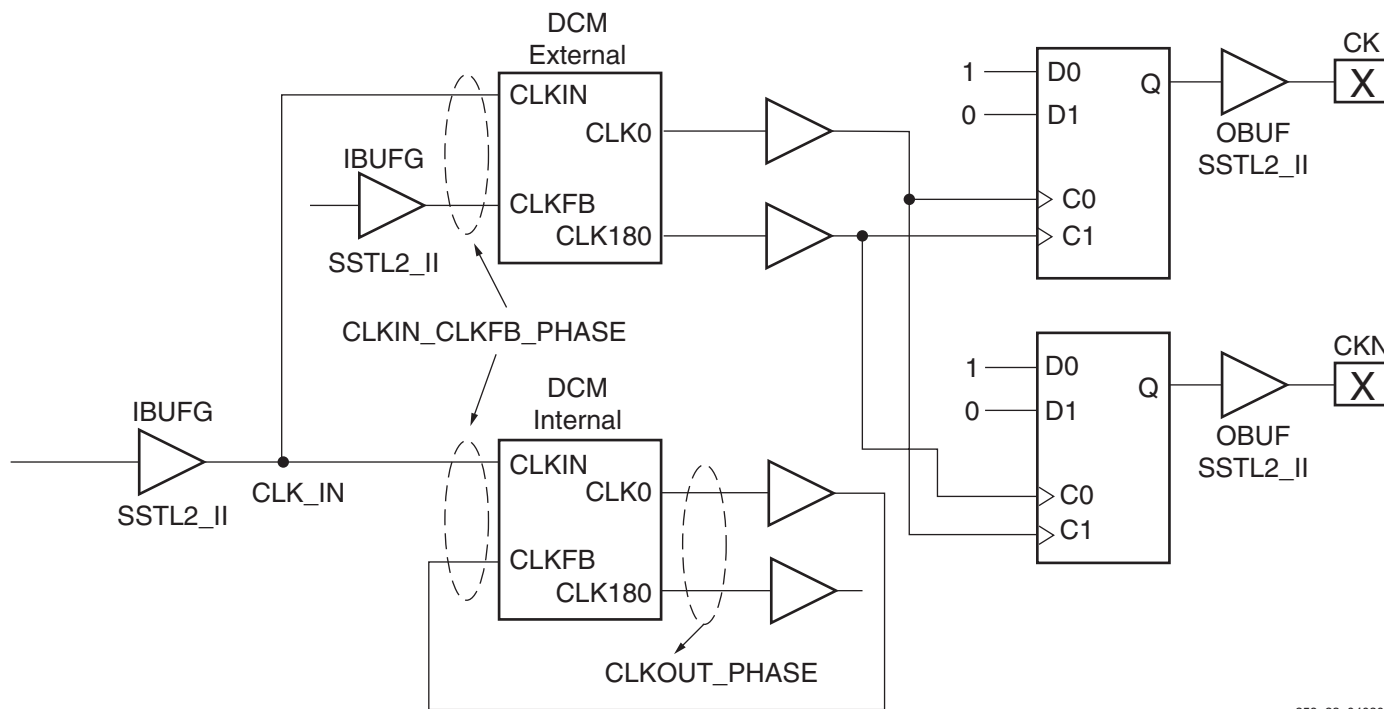 DCM
External
CLKIN
CLK0
CLKFB
CLK180
IBUFG
SSTL2_II
CLKIN_CLKFB_PHASE
DCM
Internal
CLKIN
CLK0
CLKFB
CLK180
IBUFG
SSTL2_II
CLK_IN
CLKOUT_PHASE
1
0
D0
D1
Q
C0
C1
OBUF
SSTL2_II
CK
X
1
0
D0
D1
Q
C0
C1
OBUF
SSTL2_II
CKN
X